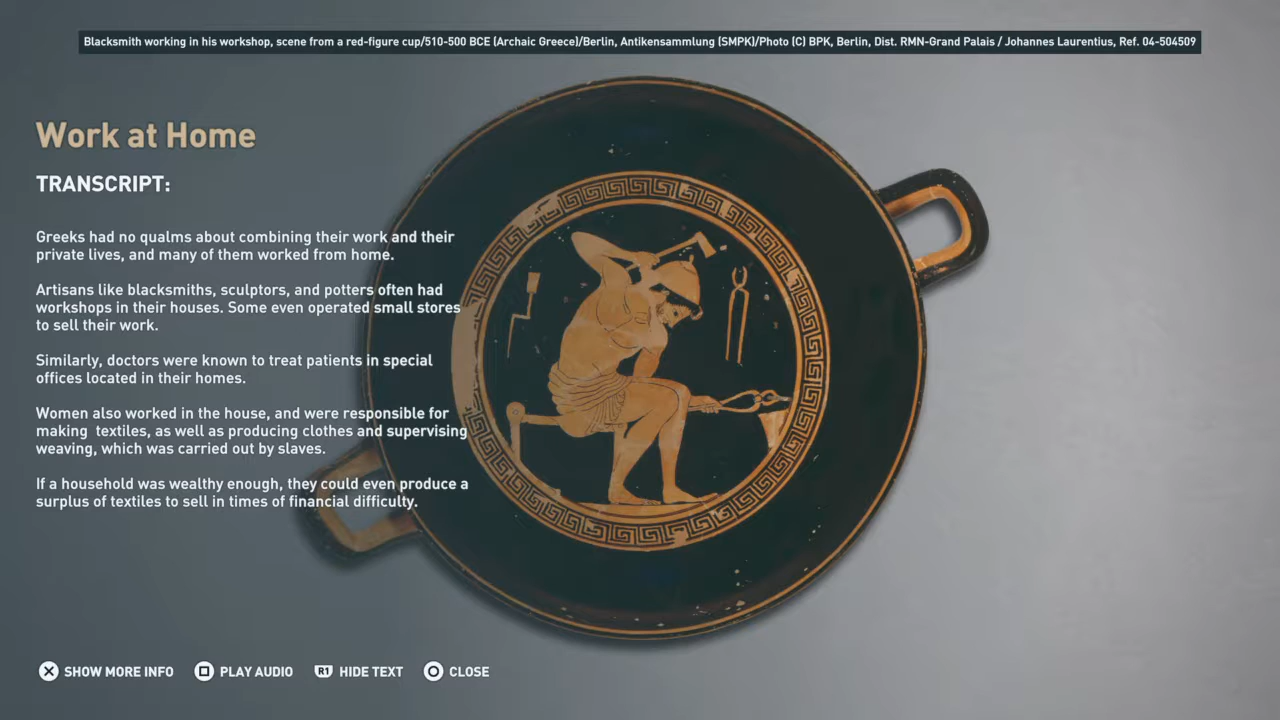 Blacksmith working in his workshop, scene from a red-figure cup/510-500 BCE (Archaic Greece)/Berlin, Antikensammlung (SMPK)/Photo (C) BPK, Berlin, Dist. RMN-Grand Palais / Johannes Laurentius, Ref. 04-504509
Work at Home
TRANSCRIPT:
Greeks had no qualms about combining their work and their
private lives, and many of them worked from home.
Artisans like blacksmiths, sculptors, and potters often had
workshops in their houses. Some even operated small stores
to sell their work.
Similarly, doctors were known to treat patients in special
offices located in their homes.
Women also worked in the house, and were responsible for
making  textiles, as well as producing clothes and supervising
weaving, which was carried out by slaves.
If a household was wealthy enough, they could even produce a
surplus of textiles to sell in times of financial difficulty.
SHOW MORE INFO PLAY AUDIO R1 HIDE TEXT CLOSE